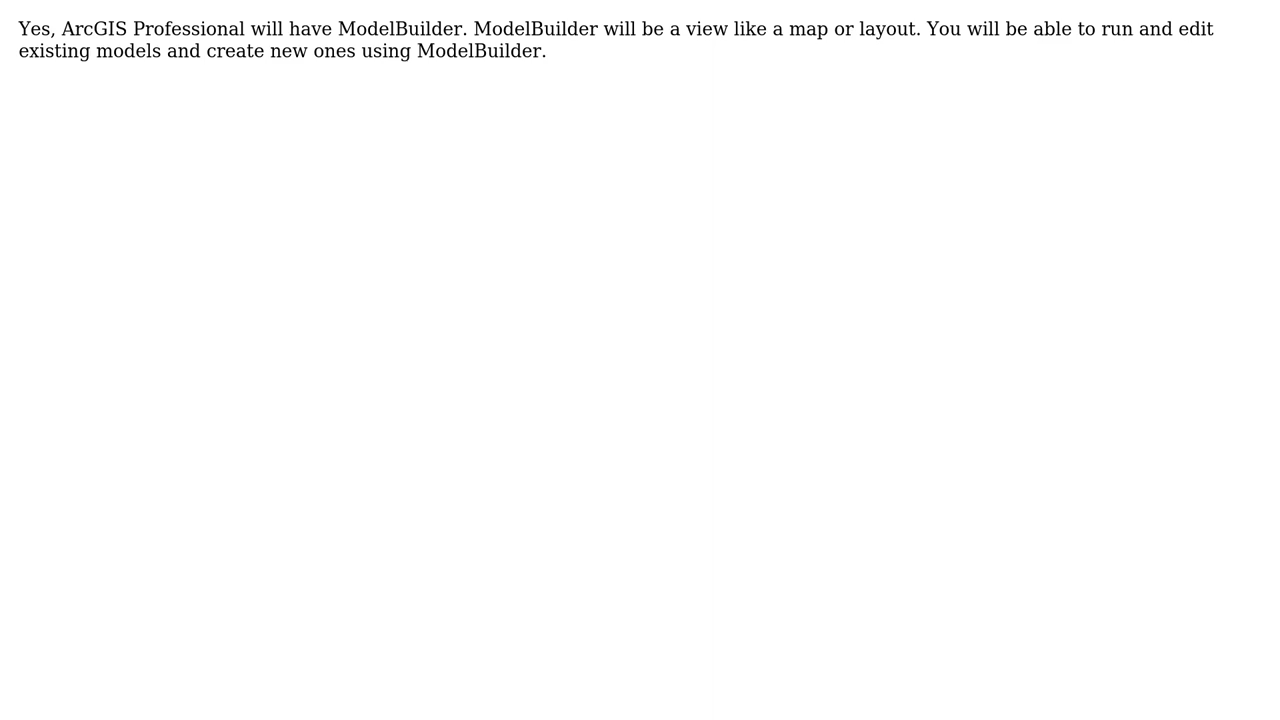 Yes, ArcGIS Professional will have ModelBuilder. ModelBuilder will be a view like a map or layout. You will be able to run and edit
existing models and create new ones using ModelBuilder.